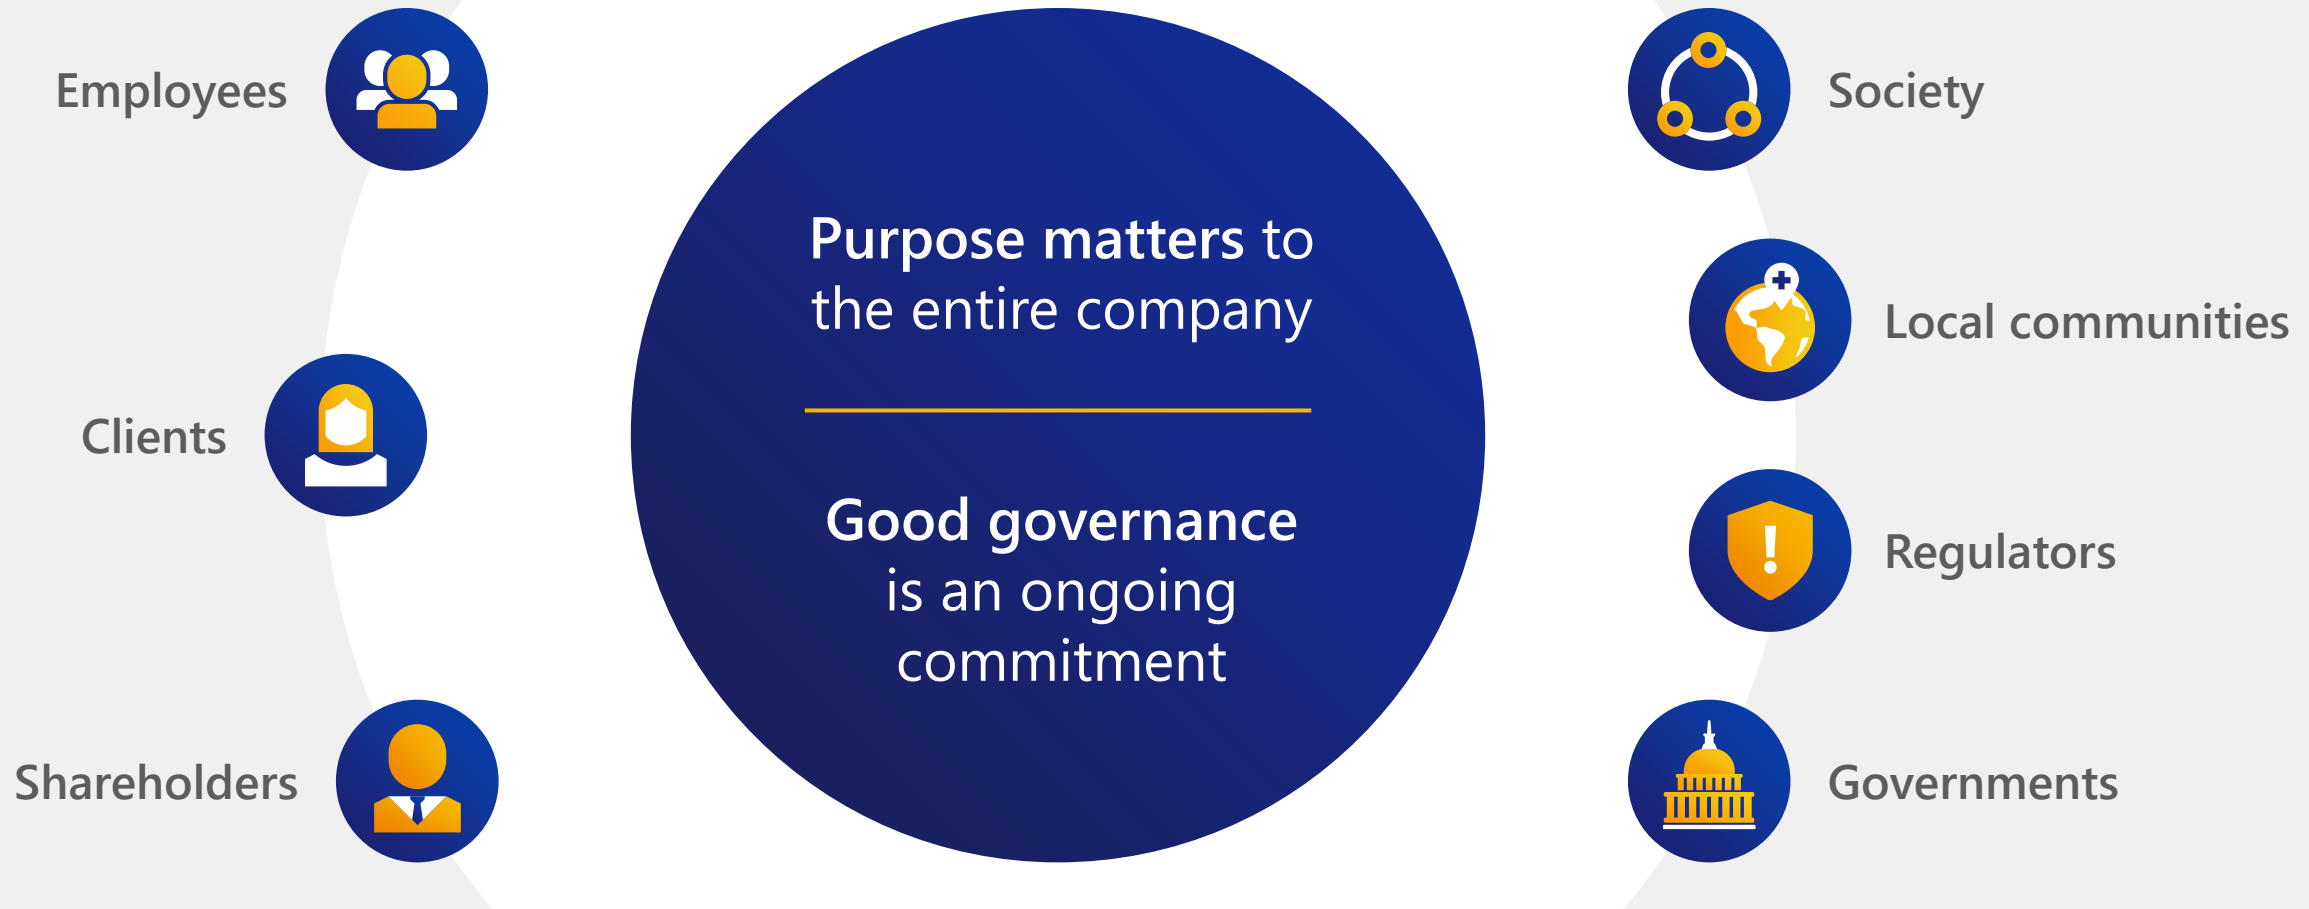 Employees
Clients
Shareholders
Purpose matters to
the entire company
Good governance
is an ongoing
commitment
Society
Local communities
Regulators
Governments